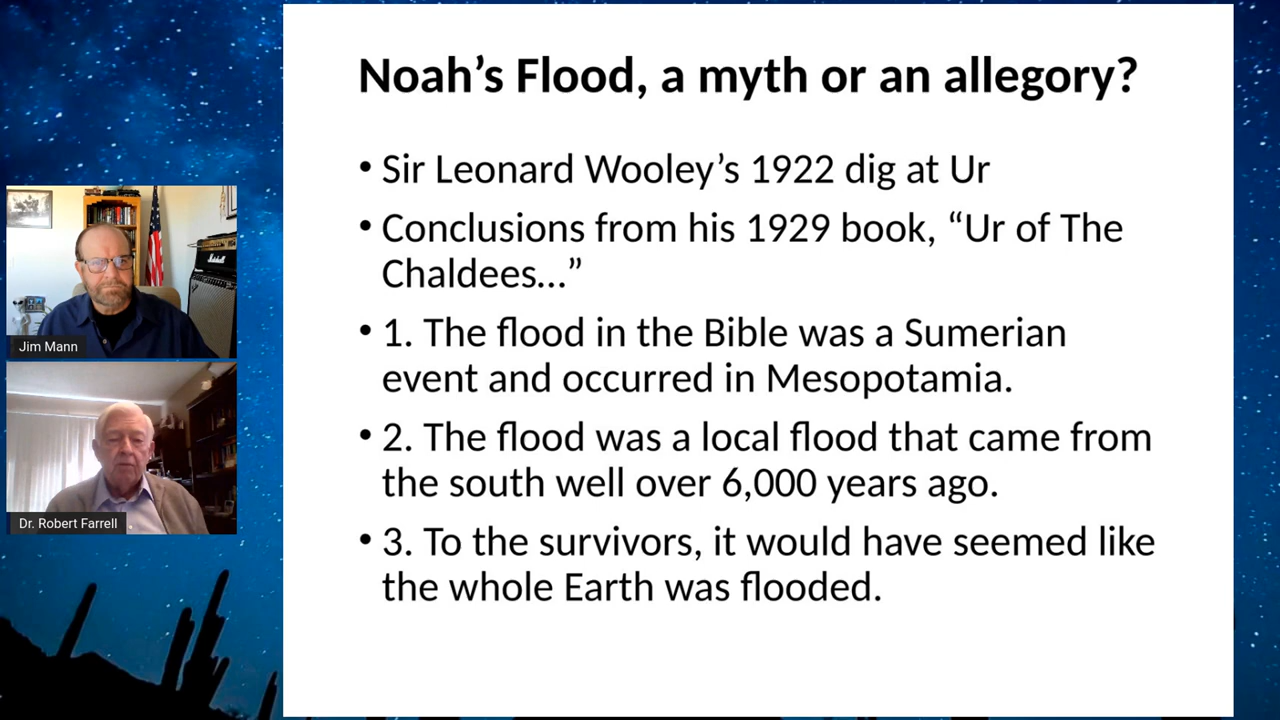 Noah’s Flood, a myth or an allegory?
• Sir Leonard Wooley’s 1922 dig at Ur
• Conclusions from his 1929 book, “Ur of The
Chaldees…”
• 1. The flood in the Bible was a Sumerian
event and occurred in Mesopotamia.
• 2. The flood was a local flood that came from
the south well over 6,000 years ago.
• 3. To the survivors, it would have seemed like
the whole Earth was flooded.
Marshall
Jim Mann
Dr. Robert Farrell